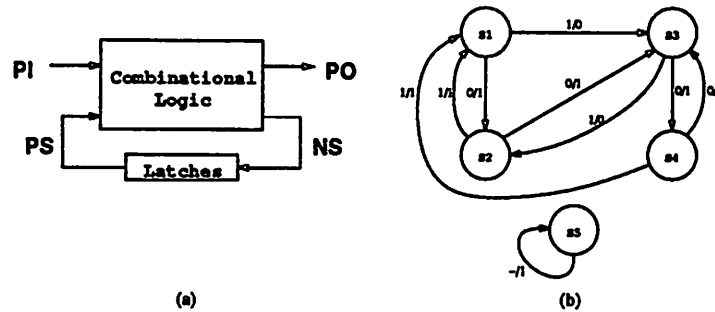 PI
Combinational
Logic
PO
PS
NS
Latches
(a)
s1
1/0
s3
1/1
1/1
0/1
0/1
1/0
0/1
s2
s4
s5
-/1
(b)